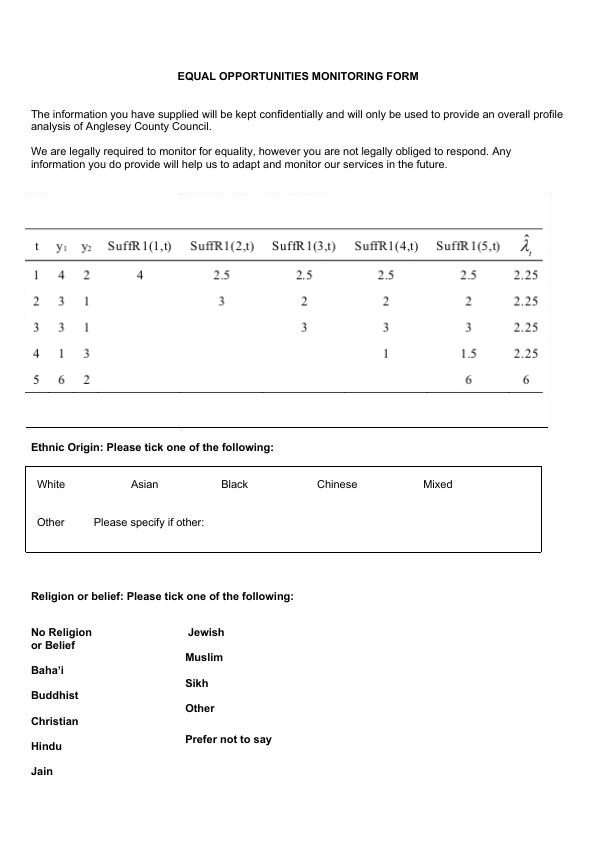 EQUAL OPPORTUNITIES MONITORING FORM
The information you have supplied will be kept confidentially and will only be used to provide an overall profile
analysis of Anglesey County Council.
We are legally required to monitor for equality, however you are not legally obliged to respond. Any
information you do provide will help us to adapt and monitor our services in the future.
t y₁ y₂ SuffR1(1,t) SuffR1(2,t) SuffR1(3,t) SuffR1(4,t) SuffR1(5,t) λ̂ₜ
1 4 2 4 2.5 2.5 2.5 2.5 2.25
2 3 1 3 2 2 2 2.25
3 3 1 3 3 3 2.25
4 1 3 1 1.5 2.25
5 6 2 6 6
Ethnic Origin: Please tick one of the following:
White Asian Black Chinese Mixed
Other Please specify if other:
Religion or belief: Please tick one of the following:
No Religion
or Belief
Baha'i
Buddhist
Christian
Hindu
Jain
Jewish
Muslim
Sikh
Other
Prefer not to say